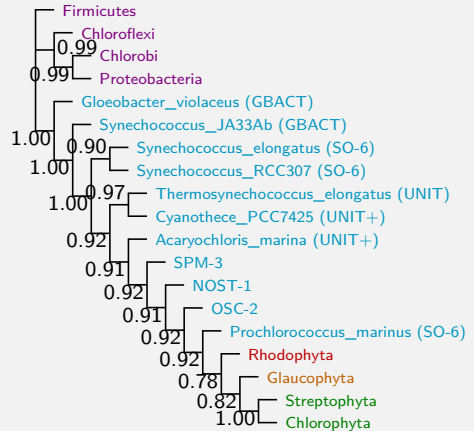 Firmicutes
Chloroflexi
0.99
Chlorobi
0.99
Proteobacteria
Gloeobacter_violaceus (GBACT)
Synechococcus_JA33Ab (GBACT)
1.00
0.90 Synechococcus_elongatus (SO-6)
1.00
Synechococcus_RCC307 (SO-6)
0.97 Thermosynechococcus_elongatus (UNIT)
1.00
Cyanothece_PCC7425 (UNIT+)
0.92 Acaryochloris_marina (UNIT+)
SPM-3
0.91
0.92 NOST-1
0.91 OSC-2
0.92 Prochlorococcus_marinus (SO-6)
0.92 Rhodophyta
0.78 Glaucophyta
0.82 Streptophyta
1.00 Chlorophyta